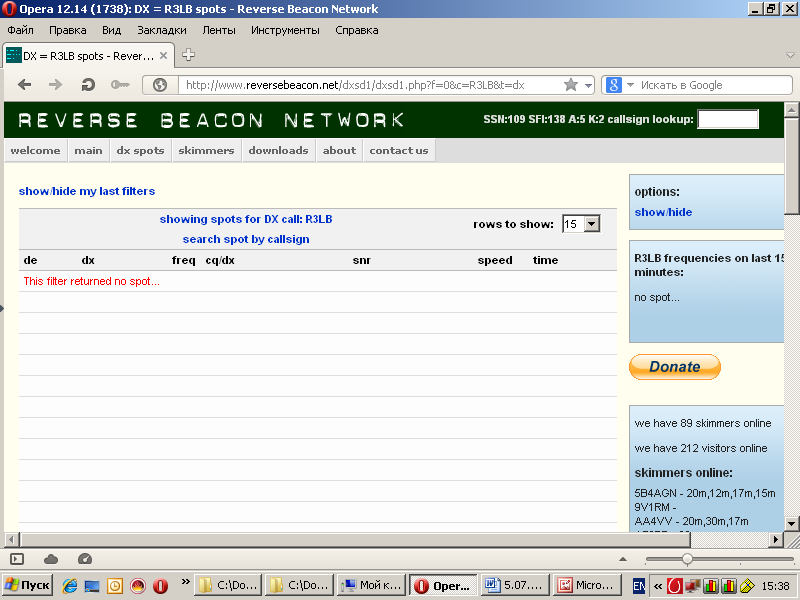 Opera 12.14 (1738): DX = R3LB spots - Reverse Beacon Network
Файл Правка Вид Закладки Ленты Инструменты Справка
DX = R3LB spots - Rever...
http://www.reversebeacon.net/dxsd1/dxsd1.php?f=0&c=R3LB&t=dx
Искать в Google
REVERSE BEACON NETWORK
SSN:109 SFI:138 A:5 K:2 callsign lookup:
welcome main dx spots skimmers downloads about contact us
show/hide my last filters
showing spots for DX call: R3LB
search spot by callsign
rows to show: 15
de dx freq cq/dx snr speed time
This filter returned no spot...
options:
show/hide
R3LB frequencies on last 15
minutes:
no spot...
Donate
we have 89 skimmers online
we have 212 visitors online
skimmers online:
5B4AGN - 20m,12m,17m,15m
9V1RM -
AA4VV - 20m,30m,17m
Пуск
C:\Do...
C:\Do...
Мой к...
Oper...
5.07....
Micro...
EN
15:38